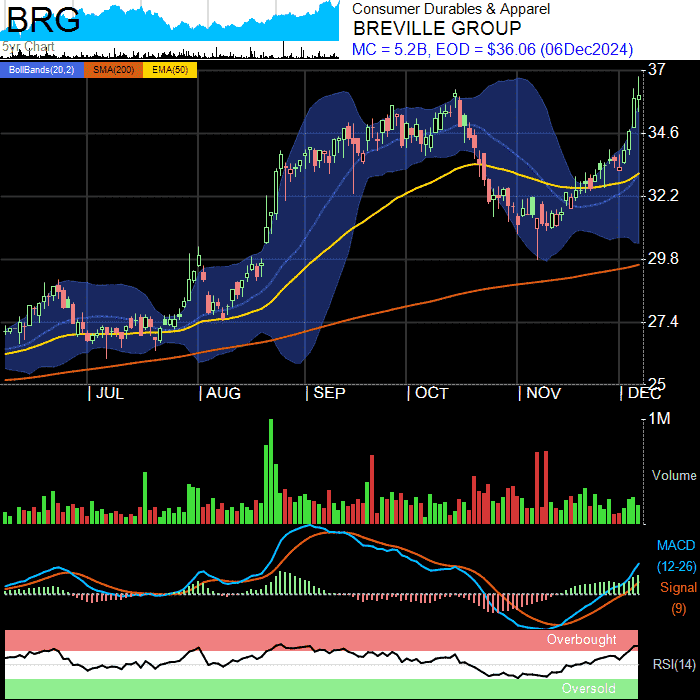 BRG
5yr Chart
Consumer Durables & Apparel
BREVILLE GROUP
MC = 5.2B, EOD = $36.06 (06Dec2024)
BollBands(20,2) SMA(200) EMA(50)
37
34.6
32.2
29.8
27.4
25
| JUL | AUG | SEP | OCT | NOV | DEC
1M
Volume
MACD
(12-26)
Signal
(9)
Overbought
RSI(14)
Oversold